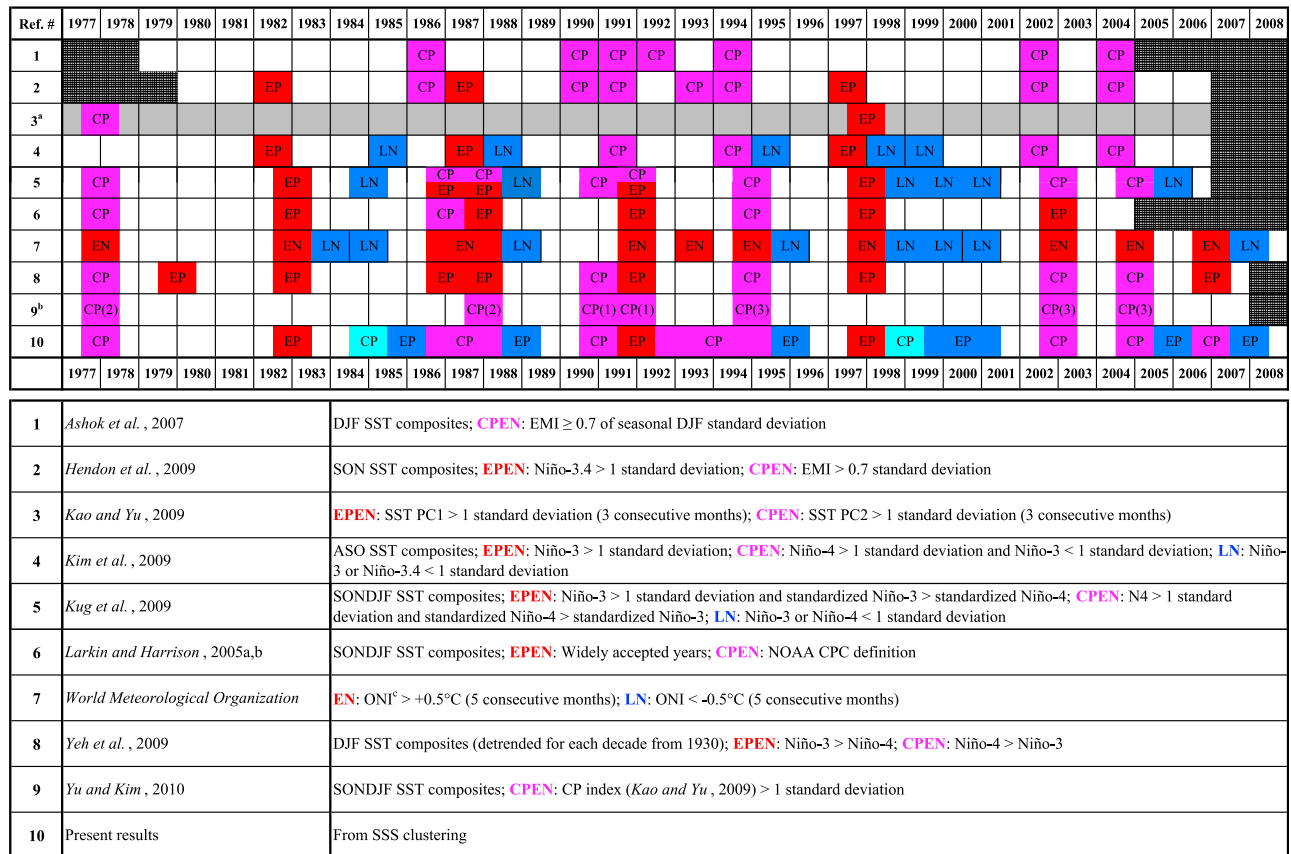 Ref. # 1977 1978 1979 1980 1981 1982 1983 1984 1985 1986 1987 1988 1989 1990 1991 1992 1993 1994 1995 1996 1997 1998 1999 2000 2001 2002 2003 2004 2005 2006 2007 2008
1 CP CP CP CP CP CP CP
2 EP CP EP CP CP CP CP EP CP CP
3a CP EP
4 EP LN EP LN CP CP LN EP LN LN CP CP
CP CP CP
5 CP EP LN LN CP CP EP LN LN LN CP CP LN
EP EP EP
6 CP EP CP EP EP CP EP EP
7 EN EN LN LN EN LN EN EN EN LN EN LN LN LN EN EN EN LN
8 CP EP EP EP EP CP EP CP EP CP CP EP
9b CP(2) CP(2) CP(1) CP(1) CP(3) CP(3) CP(3)
10 CP EP CP EP CP EP CP EP CP EP EP CP EP CP CP EP CP EP
1977 1978 1979 1980 1981 1982 1983 1984 1985 1986 1987 1988 1989 1990 1991 1992 1993 1994 1995 1996 1997 1998 1999 2000 2001 2002 2003 2004 2005 2006 2007 2008
1 Ashok et al. , 2007 DJF SST composites; CPEN: EMI ≥ 0.7 of seasonal DJF standard deviation
2 Hendon et al. , 2009 SON SST composites; EPEN: Niño-3.4 > 1 standard deviation; CPEN: EMI > 0.7 standard deviation
3 Kao and Yu , 2009 EPEN: SST PC1 > 1 standard deviation (3 consecutive months); CPEN: SST PC2 > 1 standard deviation (3 consecutive months)
4 Kim et al. , 2009 ASO SST composites; EPEN: Niño-3 > 1 standard deviation; CPEN: Niño-4 > 1 standard deviation and Niño-3 < 1 standard deviation; LN: Niño-
3 or Niño-3.4 < 1 standard deviation
5 Kug et al. , 2009 SONDJF SST composites; EPEN: Niño-3 > 1 standard deviation and standardized Niño-3 > standardized Niño-4; CPEN: N4 > 1 standard
deviation and standardized Niño-4 > standardized Niño-3; LN: Niño-3 or Niño-4 < 1 standard deviation
6 Larkin and Harrison , 2005a,b SONDJF SST composites; EPEN: Widely accepted years; CPEN: NOAA CPC definition
7 World Meteorological Organization EN: ONIc > +0.5°C (5 consecutive months); LN: ONI < -0.5°C (5 consecutive months)
8 Yeh et al. , 2009 DJF SST composites (detrended for each decade from 1930); EPEN: Niño-3 > Niño-4; CPEN: Niño-4 > Niño-3
9 Yu and Kim , 2010 SONDJF SST composites; CPEN: CP index (Kao and Yu , 2009) > 1 standard deviation
10 Present results From SSS clustering